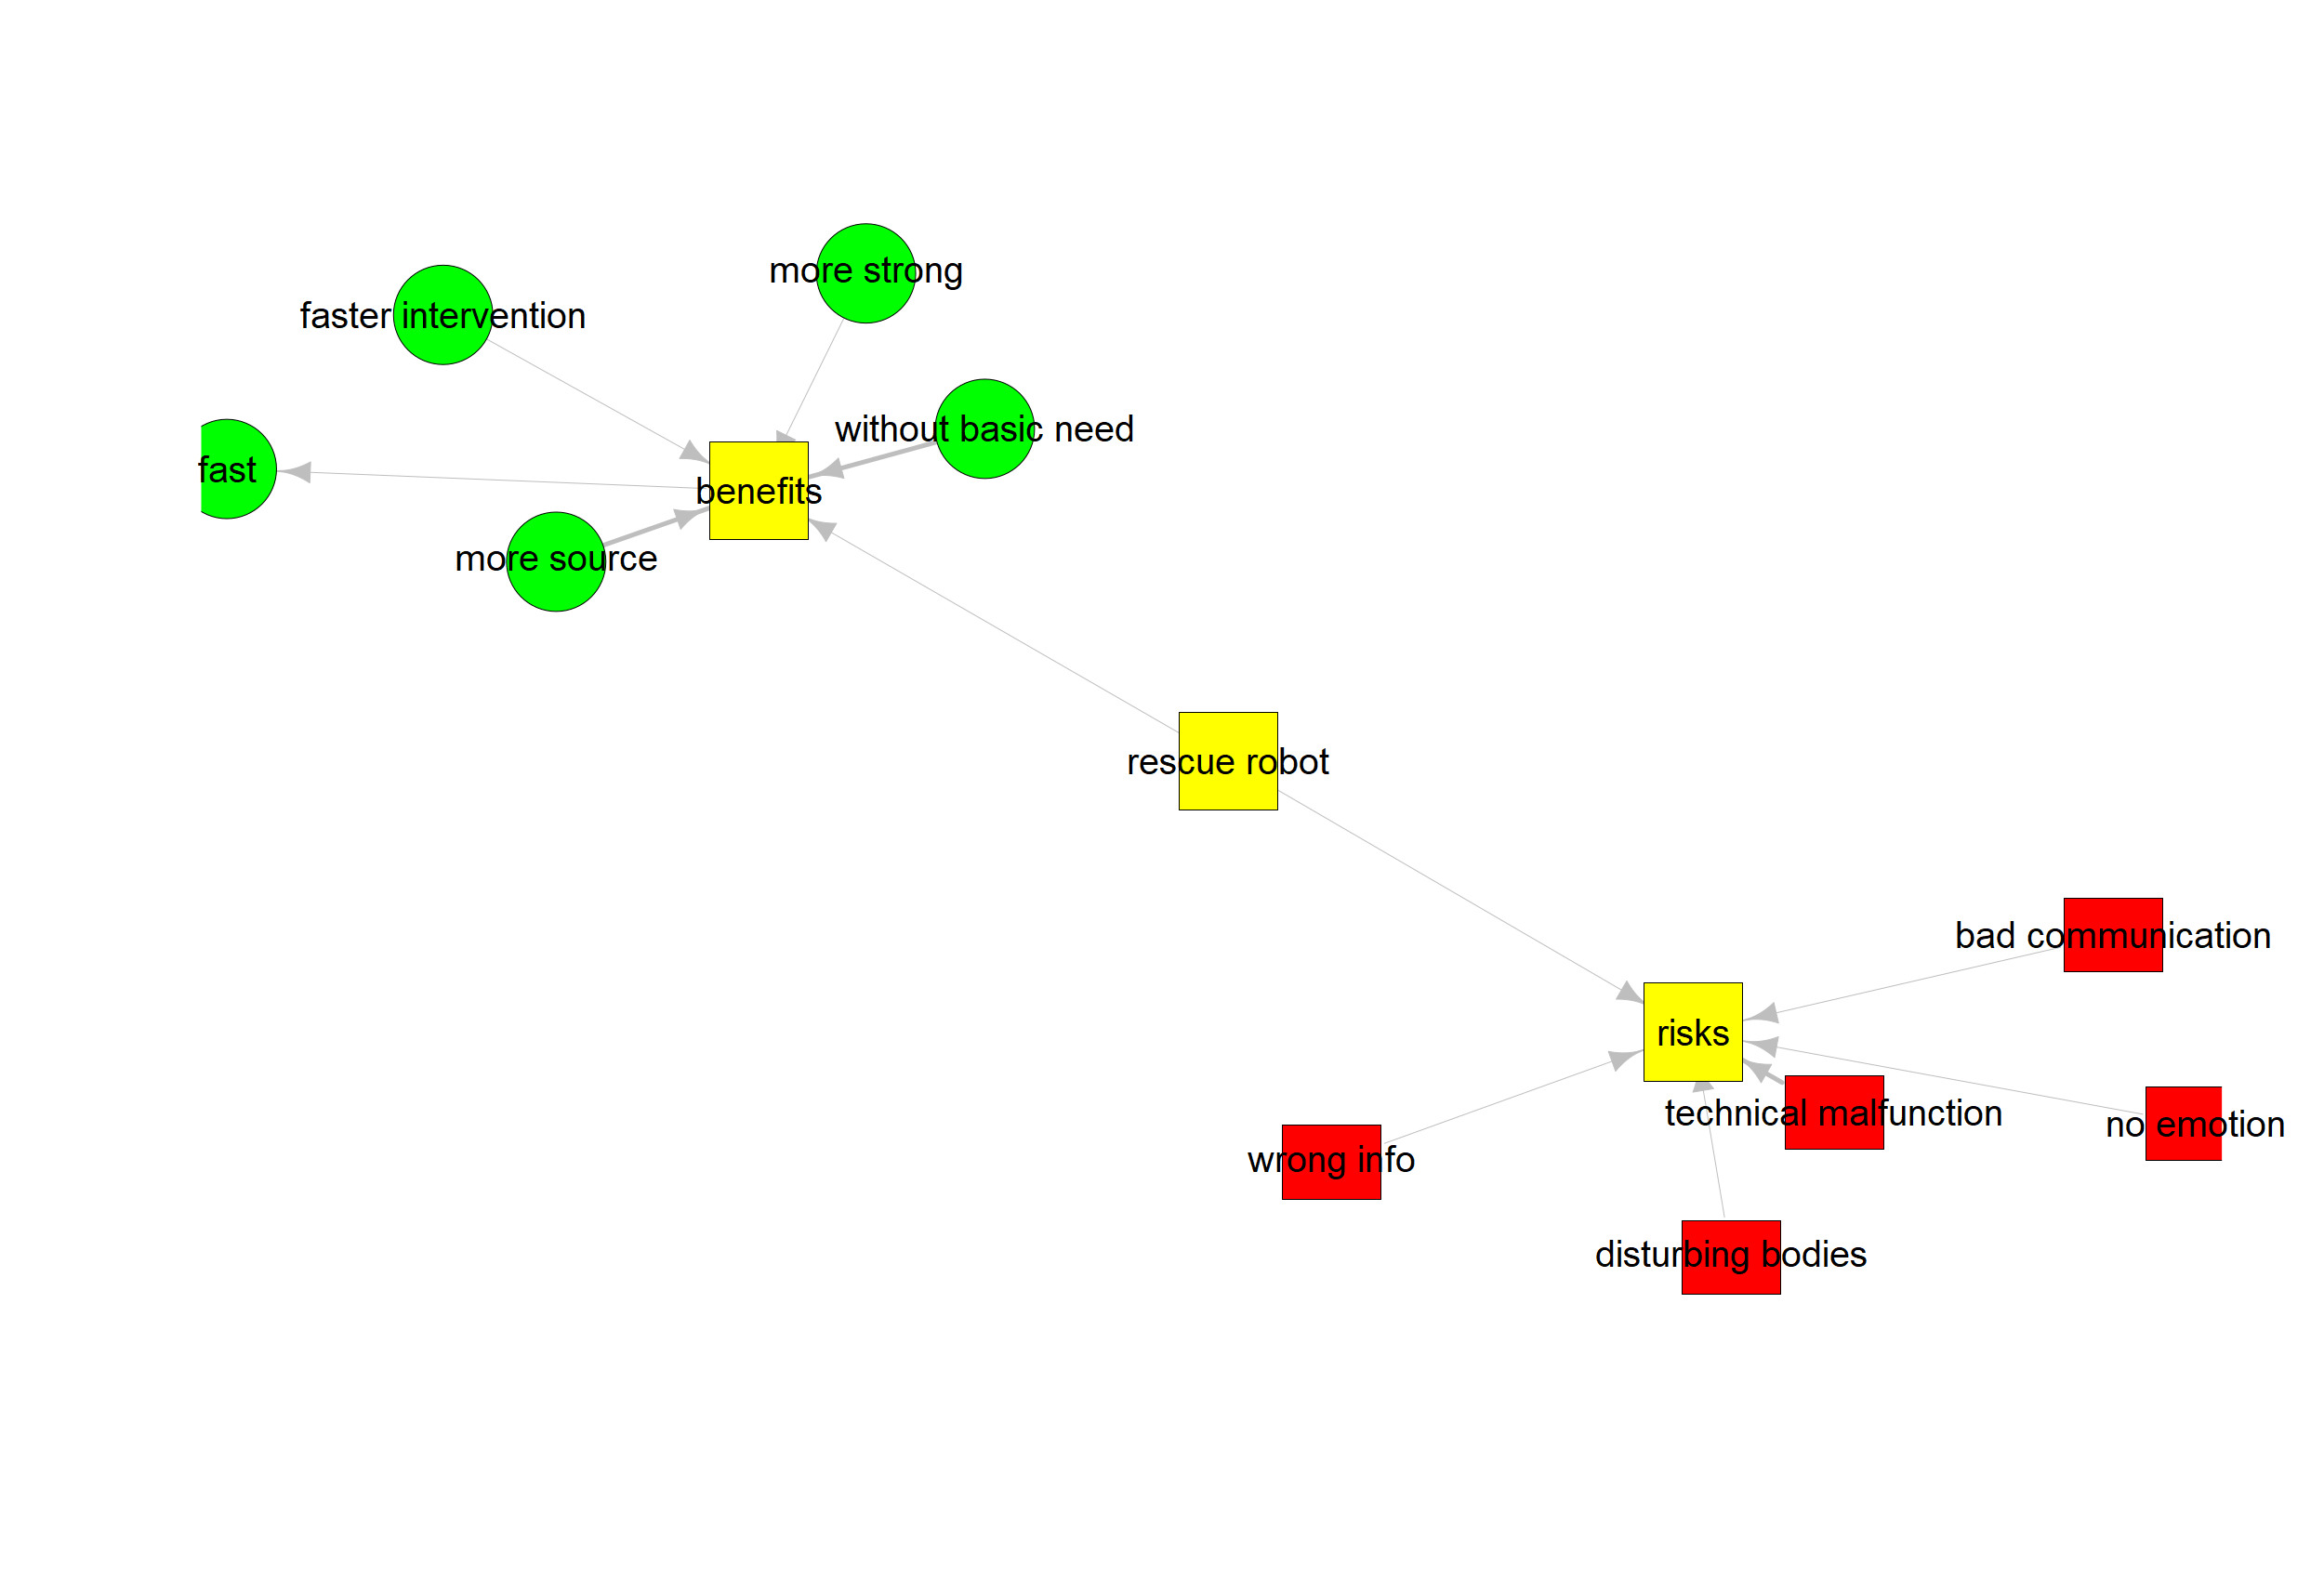 more strong
faster intervention
without basic need
fast
benefits
more source
rescue robot
bad communication
risks
technical malfunction
no emotion
wrong info
disturbing bodies